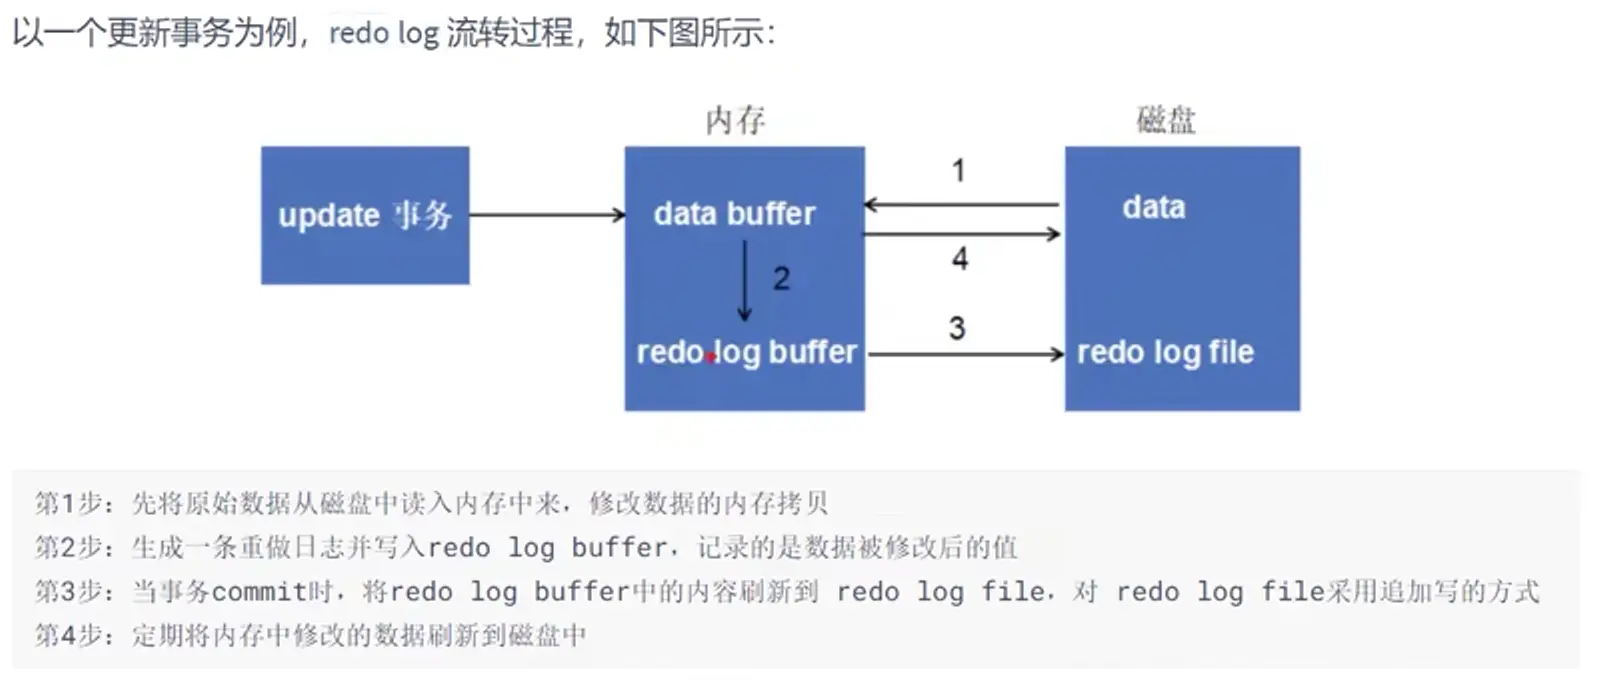 以一个更新事务为例，redo log 流转过程，如下图所示：
内存
磁盘
update 事务
data buffer
1
data
4
2
redo log buffer
3
redo log file
第1步：先将原始数据从磁盘中读入内存中来，修改数据的内存拷贝
第2步：生成一条重做日志并写入redo log buffer，记录的是数据被修改后的值
第3步：当事务commit时，将redo log buffer中的内容刷新到 redo log file，对 redo log file采用追加写的方式
第4步：定期将内存中修改的数据刷新到磁盘中